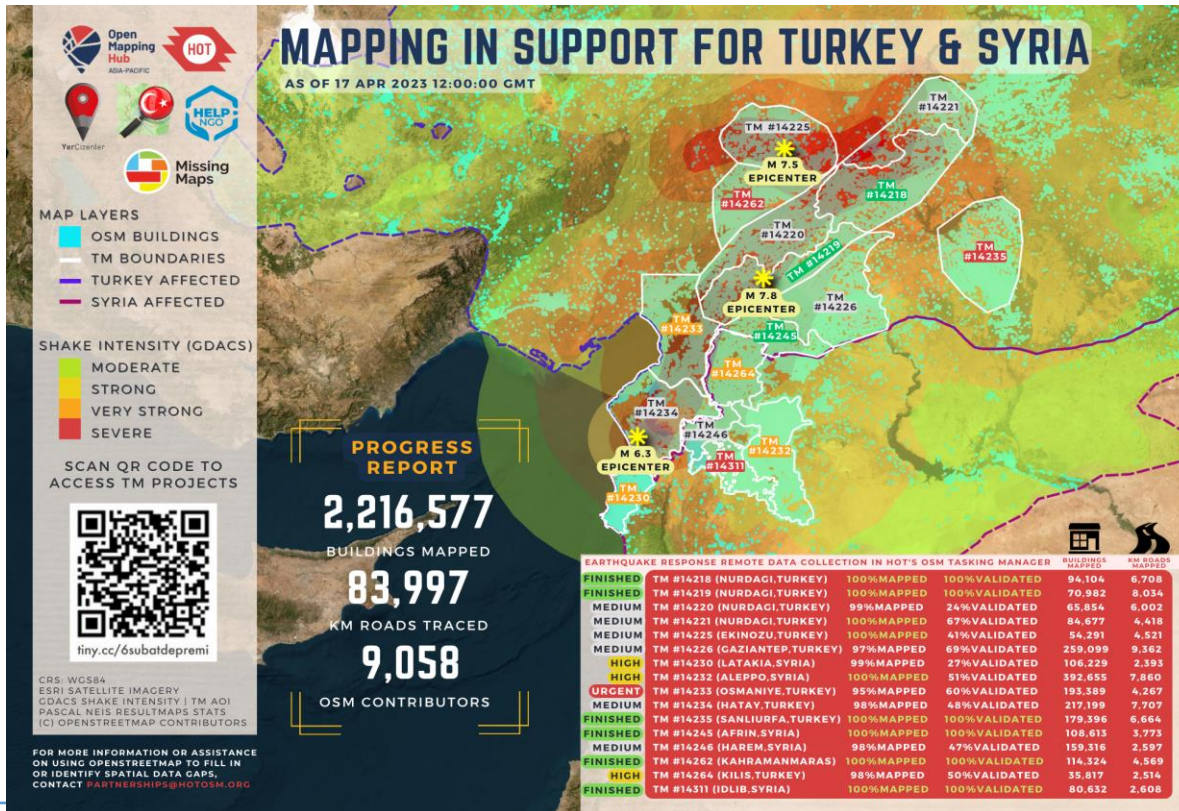 Open
Mapping
Hub
ASIA-PACIFIC
HOT
YerCizenler
HELP
NGO
Missing
Maps
MAPPING IN SUPPORT FOR TURKEY & SYRIA
AS OF 17 APR 2023 12:00:00 GMT
MAP LAYERS
OSM BUILDINGS
TM BOUNDARIES
TURKEY AFFECTED
SYRIA AFFECTED
SHAKE INTENSITY (GDACS)
MODERATE
STRONG
VERY STRONG
SEVERE
SCAN QR CODE TO
ACCESS TM PROJECTS
tiny.cc/6subatdepremi
CRS: WGS84
ESRI SATELLITE IMAGERY
GDACS SHAKE INTENSITY | TM AOI
PASCAL NEIS RESULTMAPS STATS
(C) OPENSTREETMAP CONTRIBUTORS
FOR MORE INFORMATION OR ASSISTANCE
ON USING OPENSTREETMAP TO FILL IN
OR IDENTIFY SPATIAL DATA GAPS,
CONTACT PARTNERSHIPS@HOTOSM.ORG
TM
#14221
TM #14225
M 7.5
EPICENTER
TM
#14262
TM
#14218
TM
#14220
TM #14219
TM
#14235
M 7.8
EPICENTER
TM
#14226
TM
#14233
TM
#14245
TM
#14264
TM
#14234
TM
#14246
M 6.3
EPICENTER
TM
#14311
TM
#14232
TM
#14230
PROGRESS
REPORT
2,216,577
BUILDINGS MAPPED
83,997
KM ROADS TRACED
9,058
OSM CONTRIBUTORS
EARTHQUAKE RESPONSE REMOTE DATA COLLECTION IN HOT'S OSM TASKING MANAGER BUILDINGS MAPPED KM ROADS MAPPED
FINISHED TM #14218 (NURDAGI,TURKEY) 100%MAPPED 100%VALIDATED 94,104 6,708
FINISHED TM #14219 (NURDAGI,TURKEY) 100%MAPPED 100%VALIDATED 70,982 8,034
MEDIUM TM #14220 (NURDAGI,TURKEY) 99%MAPPED 24%VALIDATED 65,854 6,002
MEDIUM TM #14221 (NURDAGI,TURKEY) 100%MAPPED 67%VALIDATED 84,677 4,418
MEDIUM TM #14225 (EKINOZU,TURKEY) 100%MAPPED 41%VALIDATED 54,291 4,521
MEDIUM TM #14226 (GAZIANTEP,TURKEY) 97%MAPPED 69%VALIDATED 259,099 9,362
HIGH TM #14230 (LATAKIA,SYRIA) 99%MAPPED 27%VALIDATED 106,229 2,393
HIGH TM #14232 (ALEPPO,SYRIA) 100%MAPPED 51%VALIDATED 392,655 7,860
URGENT TM #14233 (OSMANIYE,TURKEY) 95%MAPPED 60%VALIDATED 193,389 4,267
MEDIUM TM #14234 (HATAY,TURKEY) 98%MAPPED 48%VALIDATED 217,199 7,707
FINISHED TM #14235 (SANLIURFA,TURKEY) 100%MAPPED 100%VALIDATED 179,396 6,664
FINISHED TM #14245 (AFRIN,SYRIA) 100%MAPPED 100%VALIDATED 108,613 3,773
MEDIUM TM #14246 (HAREM,SYRIA) 98%MAPPED 47%VALIDATED 159,316 2,597
FINISHED TM #14262 (KAHRAMANMARAS) 100%MAPPED 100%VALIDATED 114,324 4,569
HIGH TM #14264 (KILIS,TURKEY) 98%MAPPED 50%VALIDATED 35,817 2,514
FINISHED TM #14311 (IDLIB,SYRIA) 100%MAPPED 100%VALIDATED 80,632 2,608